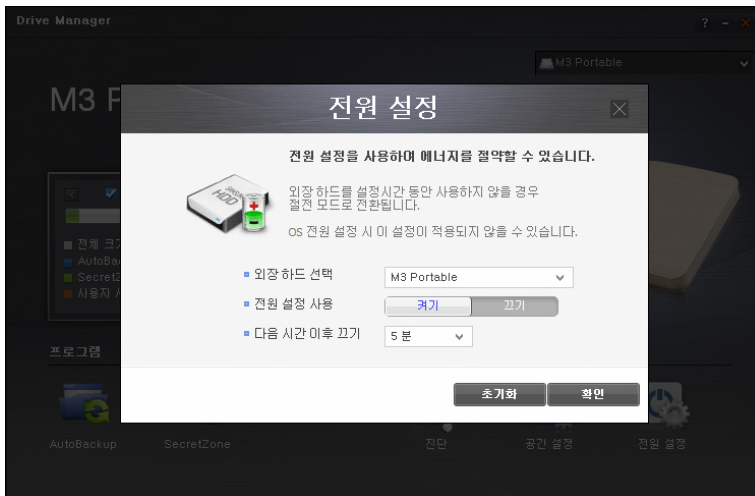 Drive Manager
? -
M3 Portable
M3 P
전원 설정
전원 설정을 사용하여 에너지를 절약할 수 있습니다.
외장 하드를 설정시간 동안 사용하지 않을 경우
절전 모드로 전환됩니다.
OS 전원 설정 시 이 설정이 적용되지 않을 수 있습니다.
HDD
전체 크
AutoBa
SecretZ
사용자
외장 하드 선택
M3 Portable
전원 설정 사용
켜기
끄기
다음 시간 이후 끄기
5 분
초기화
확인
프로그램
AutoBackup
SecretZone
진단
공간 설정
전원 설정